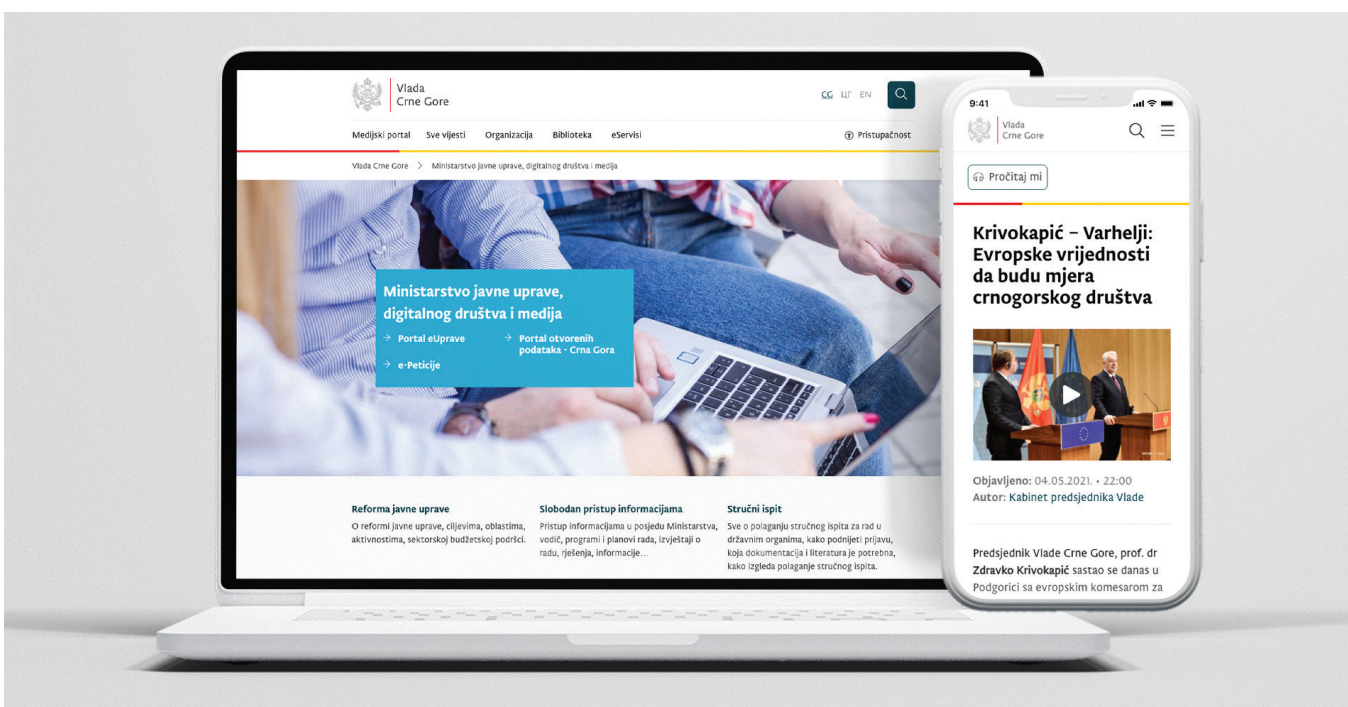 Vlada
Crne Gore
CG ЦГ EN
Medijski portal Sve vijesti Organizacija Biblioteka eServisi Pristupačnost
Vlada Crne Gore > Ministarstvo javne uprave, digitalnog društva i medija
Ministarstvo javne uprave,
digitalnog društva i medija
→ Portal eUprave
→ Portal otvorenih
podataka - Crna Gora
→ e-Peticije
Reforma javne uprave
O reformi javne uprave, ciljevima, oblastima,
aktivnostima, sektorskoj budžetskoj podršci.
Slobodan pristup informacijama
Pristup informacijama u posjedu Ministarstva,
vodič, programi i planovi rada, izvještaji o
radu, rješenja, informacije...
Stručni ispit
Sve o polaganju stručnog ispita za rad u
državnim organima, kako podnijeti prijavu,
koja dokumentacija i literatura je potrebna,
kako izgleda polaganje stručnog ispita.
9:41
Vlada
Crne Gore
Pročitaj mi
Krivokapić – Varhelji:
Evropske vrijednosti
da budu mjera
crnogorskog društva
Objavljeno: 04.05.2021. • 22:00
Autor: Kabinet predsjednika Vlade
Predsjednik Vlade Crne Gore, prof. dr
Zdravko Krivokapić sastao se danas u
Podgorici sa evropskim komesarom za